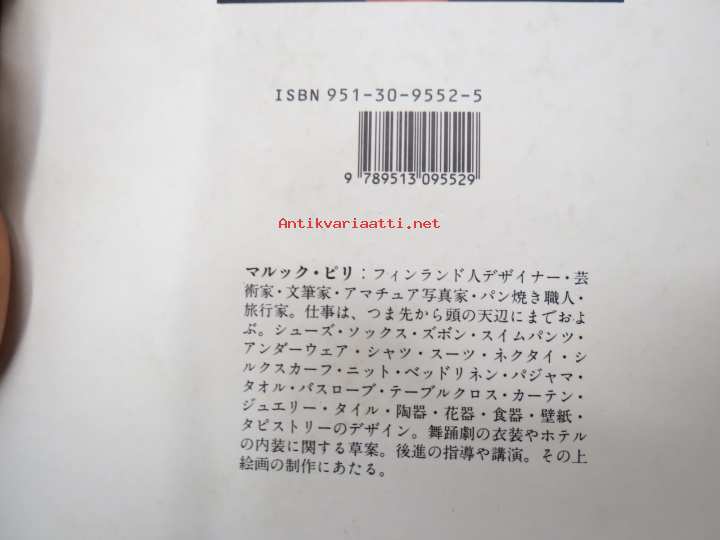 ISBN 951-30-9552-5
9 789513 095529
Antikvariaatti.net
マルック・ピリ：フィンランド人デザイナー・芸
術家・文筆家・アマチュア写真家・パン焼き職人・
旅行家。仕事は、つま先から頭の天辺にまでおよ
ぶ。シューズ・ソックス・ズボン・スイムパンツ・
アンダーウェア・シャツ・スーツ・ネクタイ・シ
ルクスカーフ・ニット・ベッドリネン・パジャマ・
タオル・バスローブ・テーブルクロス・カーテン・
ジュエリー・タイル・陶器・花器・食器・壁紙・
タピストリーのデザイン。舞踊劇の衣装やホテル
の内装に関する草案。後進の指導や講演。その上
絵画の制作にあたる。